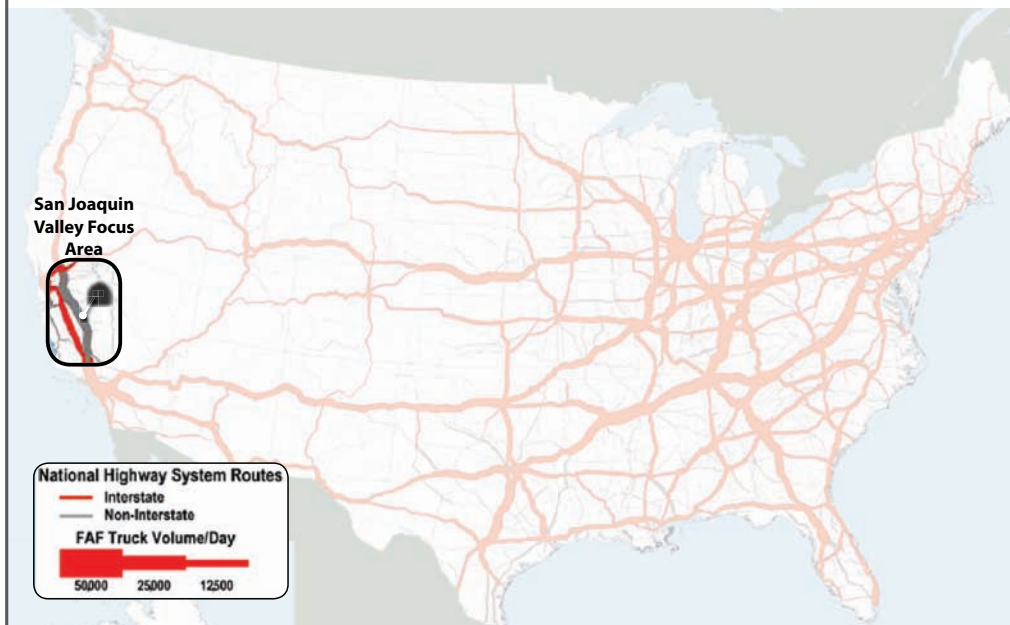 San Joaquin
Valley Focus
Area
National Highway System Routes
Interstate
Non-Interstate
FAF Truck Volume/Day
50,000 25,000 12,500